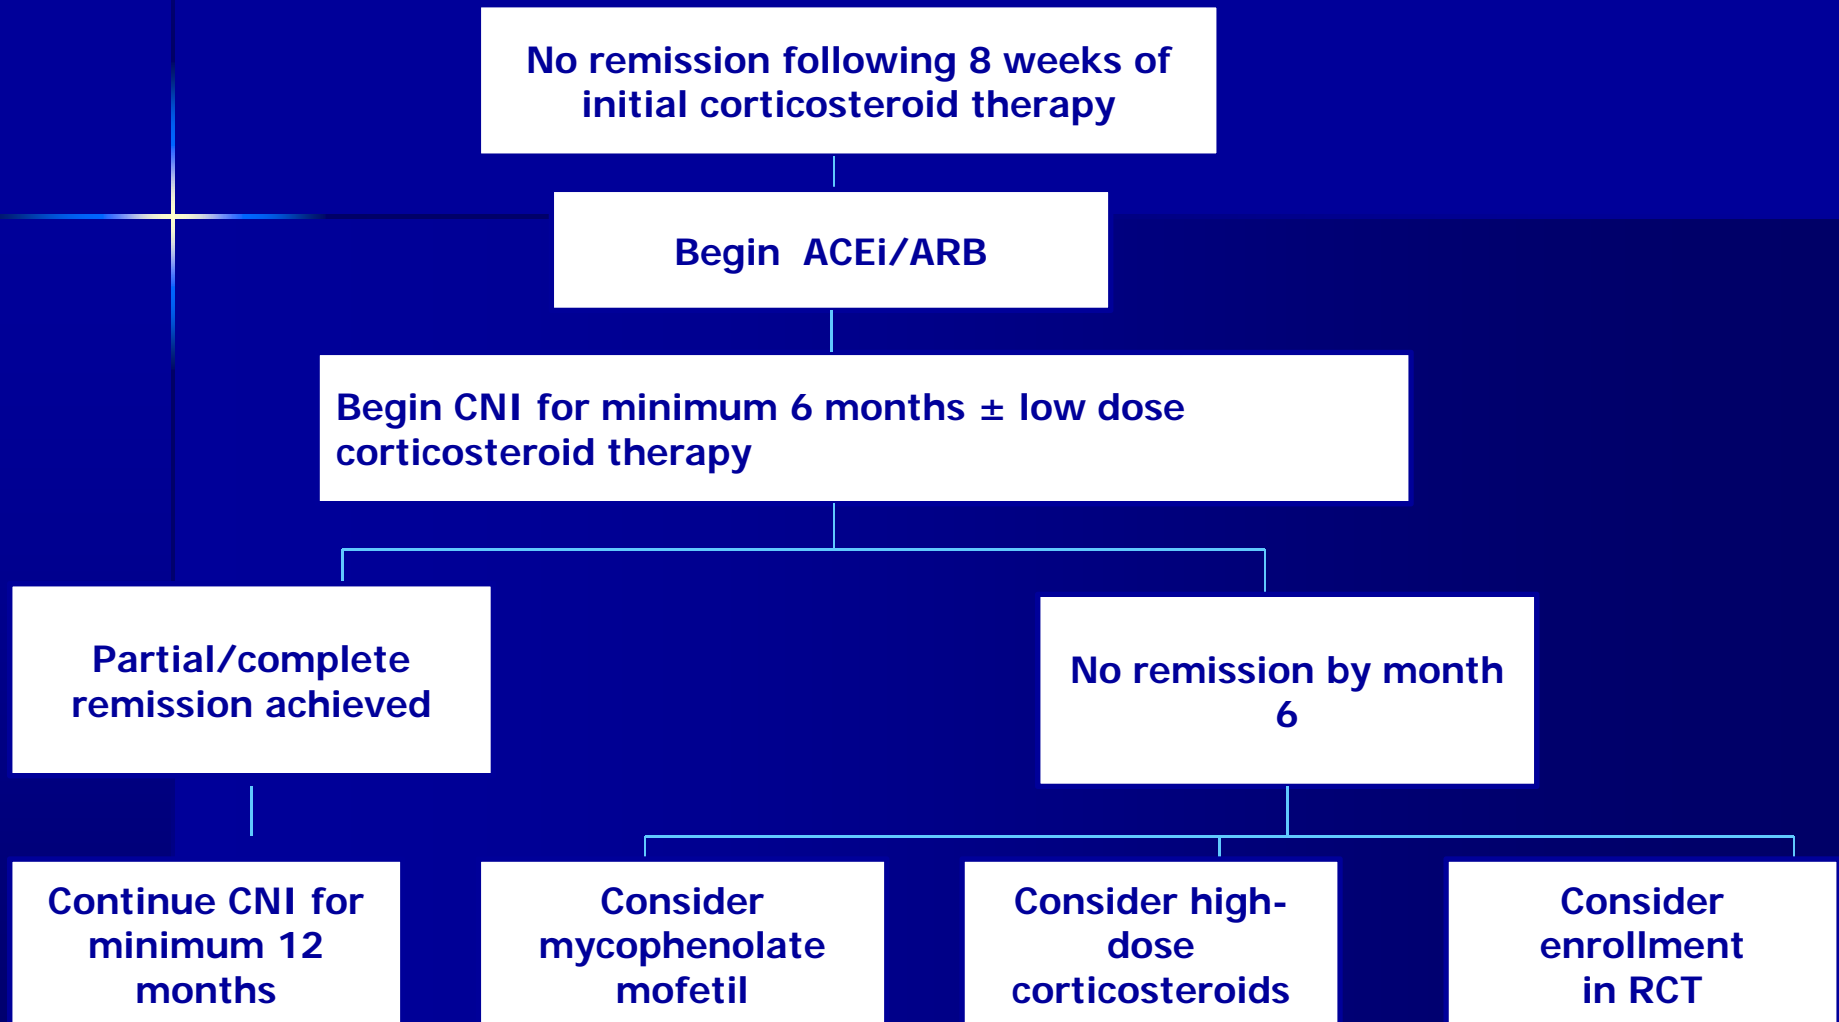 No remission following 8 weeks of
initial corticosteroid therapy
Begin ACEi/ARB
Begin CNI for minimum 6 months ± low dose
corticosteroid therapy
Partial/complete
remission achieved
No remission by month
6
Continue CNI for
minimum 12
months
Consider
mycophenolate
mofetil
Consider high-
dose
corticosteroids
Consider
enrollment
in RCT